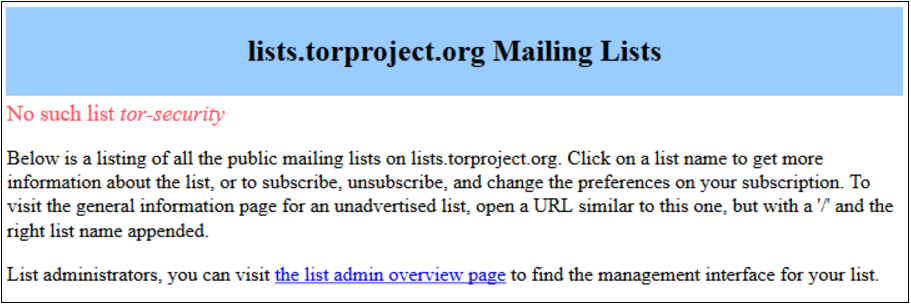 lists.torproject.org Mailing Lists
No such list tor-security
Below is a listing of all the public mailing lists on lists.torproject.org. Click on a list name to get more
information about the list, or to subscribe, unsubscribe, and change the preferences on your subscription. To
visit the general information page for an unadvertised list, open a URL similar to this one, but with a '/' and the
right list name appended.
List administrators, you can visit the list admin overview page to find the management interface for your list.